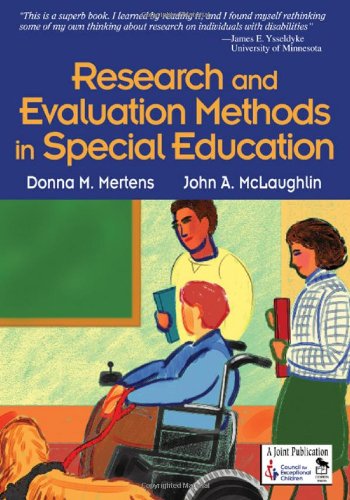 "This is a superb book. I learned by reading it, and I found myself rethinking
some of my own thinking about research on individuals with disabilities"
—James E. Ysseldyke
University of Minnesota
Research and
Evaluation Methods
in Special Education
Donna M. Mertens John A. McLaughlin
A Joint Publication
Council for
Exceptional
Children
Copyrighted Material